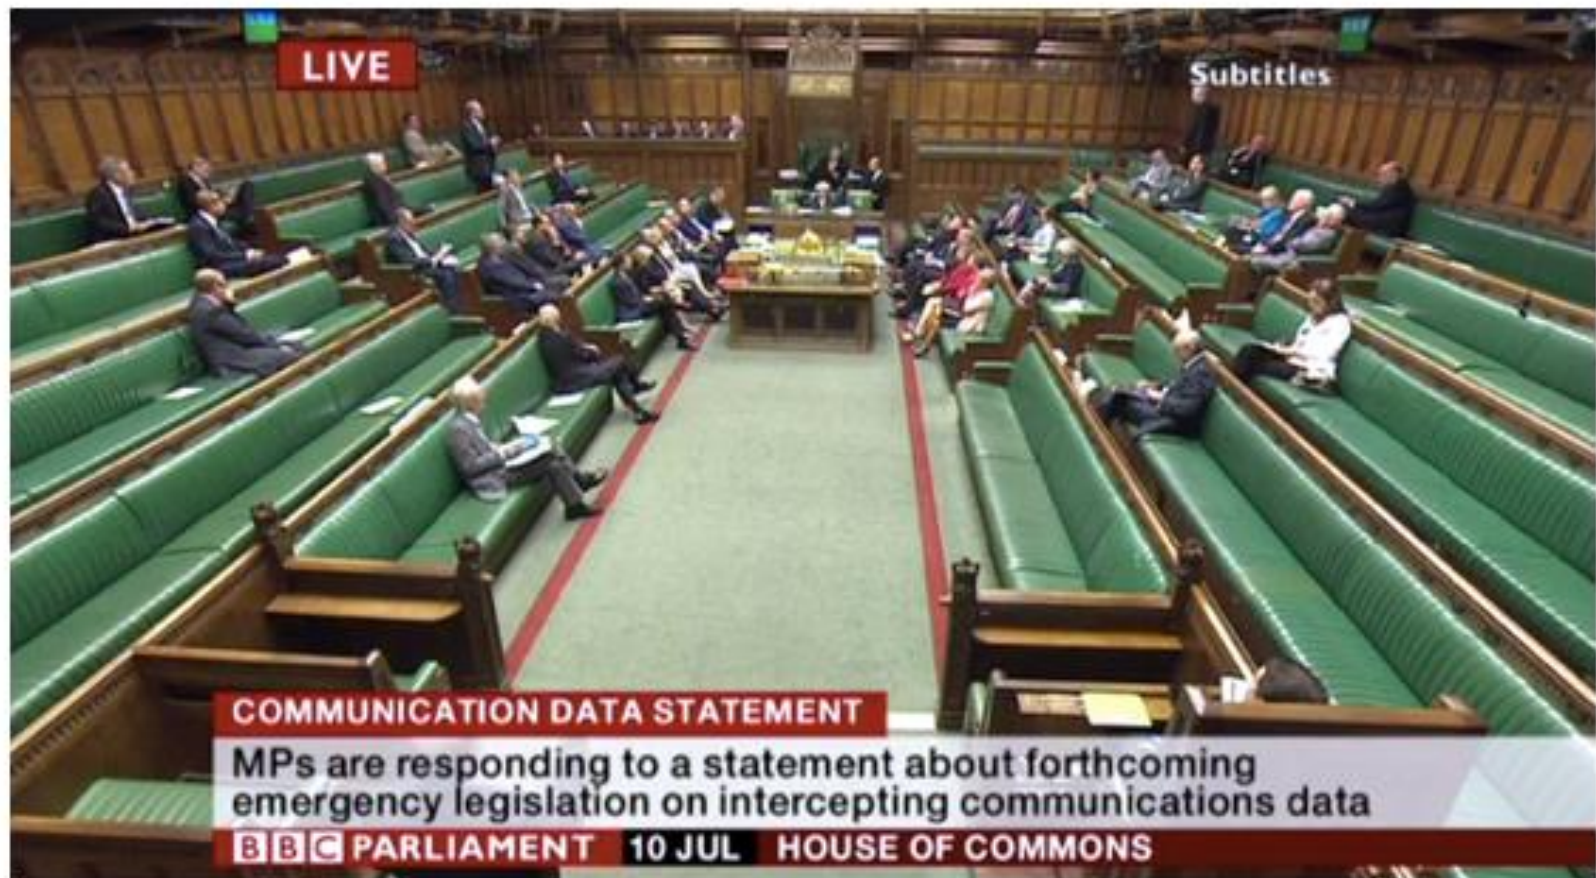 LIVE
Subtitles
COMMUNICATION DATA STATEMENT
MPs are responding to a statement about forthcoming
emergency legislation on intercepting communications data
BBC PARLIAMENT 10 JUL HOUSE OF COMMONS